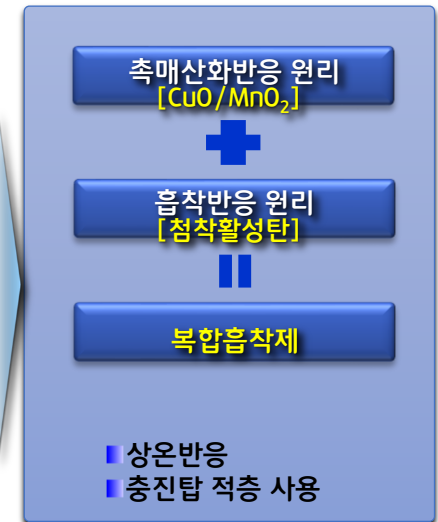 촉매산화반응 원리
[CuO/MnO₂]
흡착반응 원리
[첨착활성탄]
복합흡착제
상온반응
충진탑 적층 사용